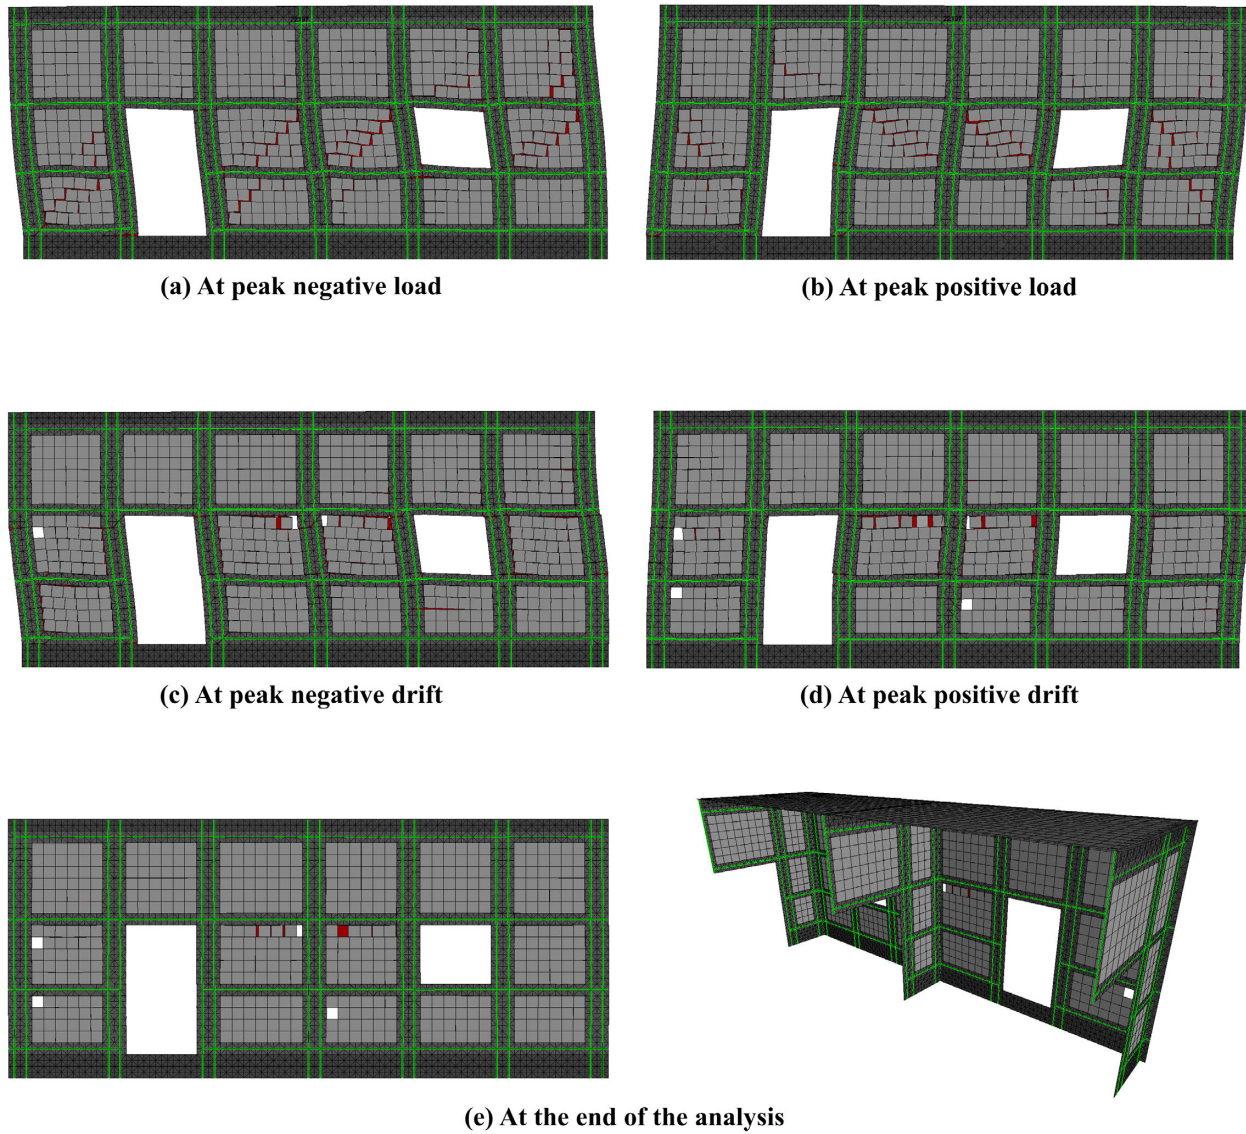 (a) At peak negative load
(b) At peak positive load
(c) At peak negative drift
(d) At peak positive drift
(e) At the end of the analysis